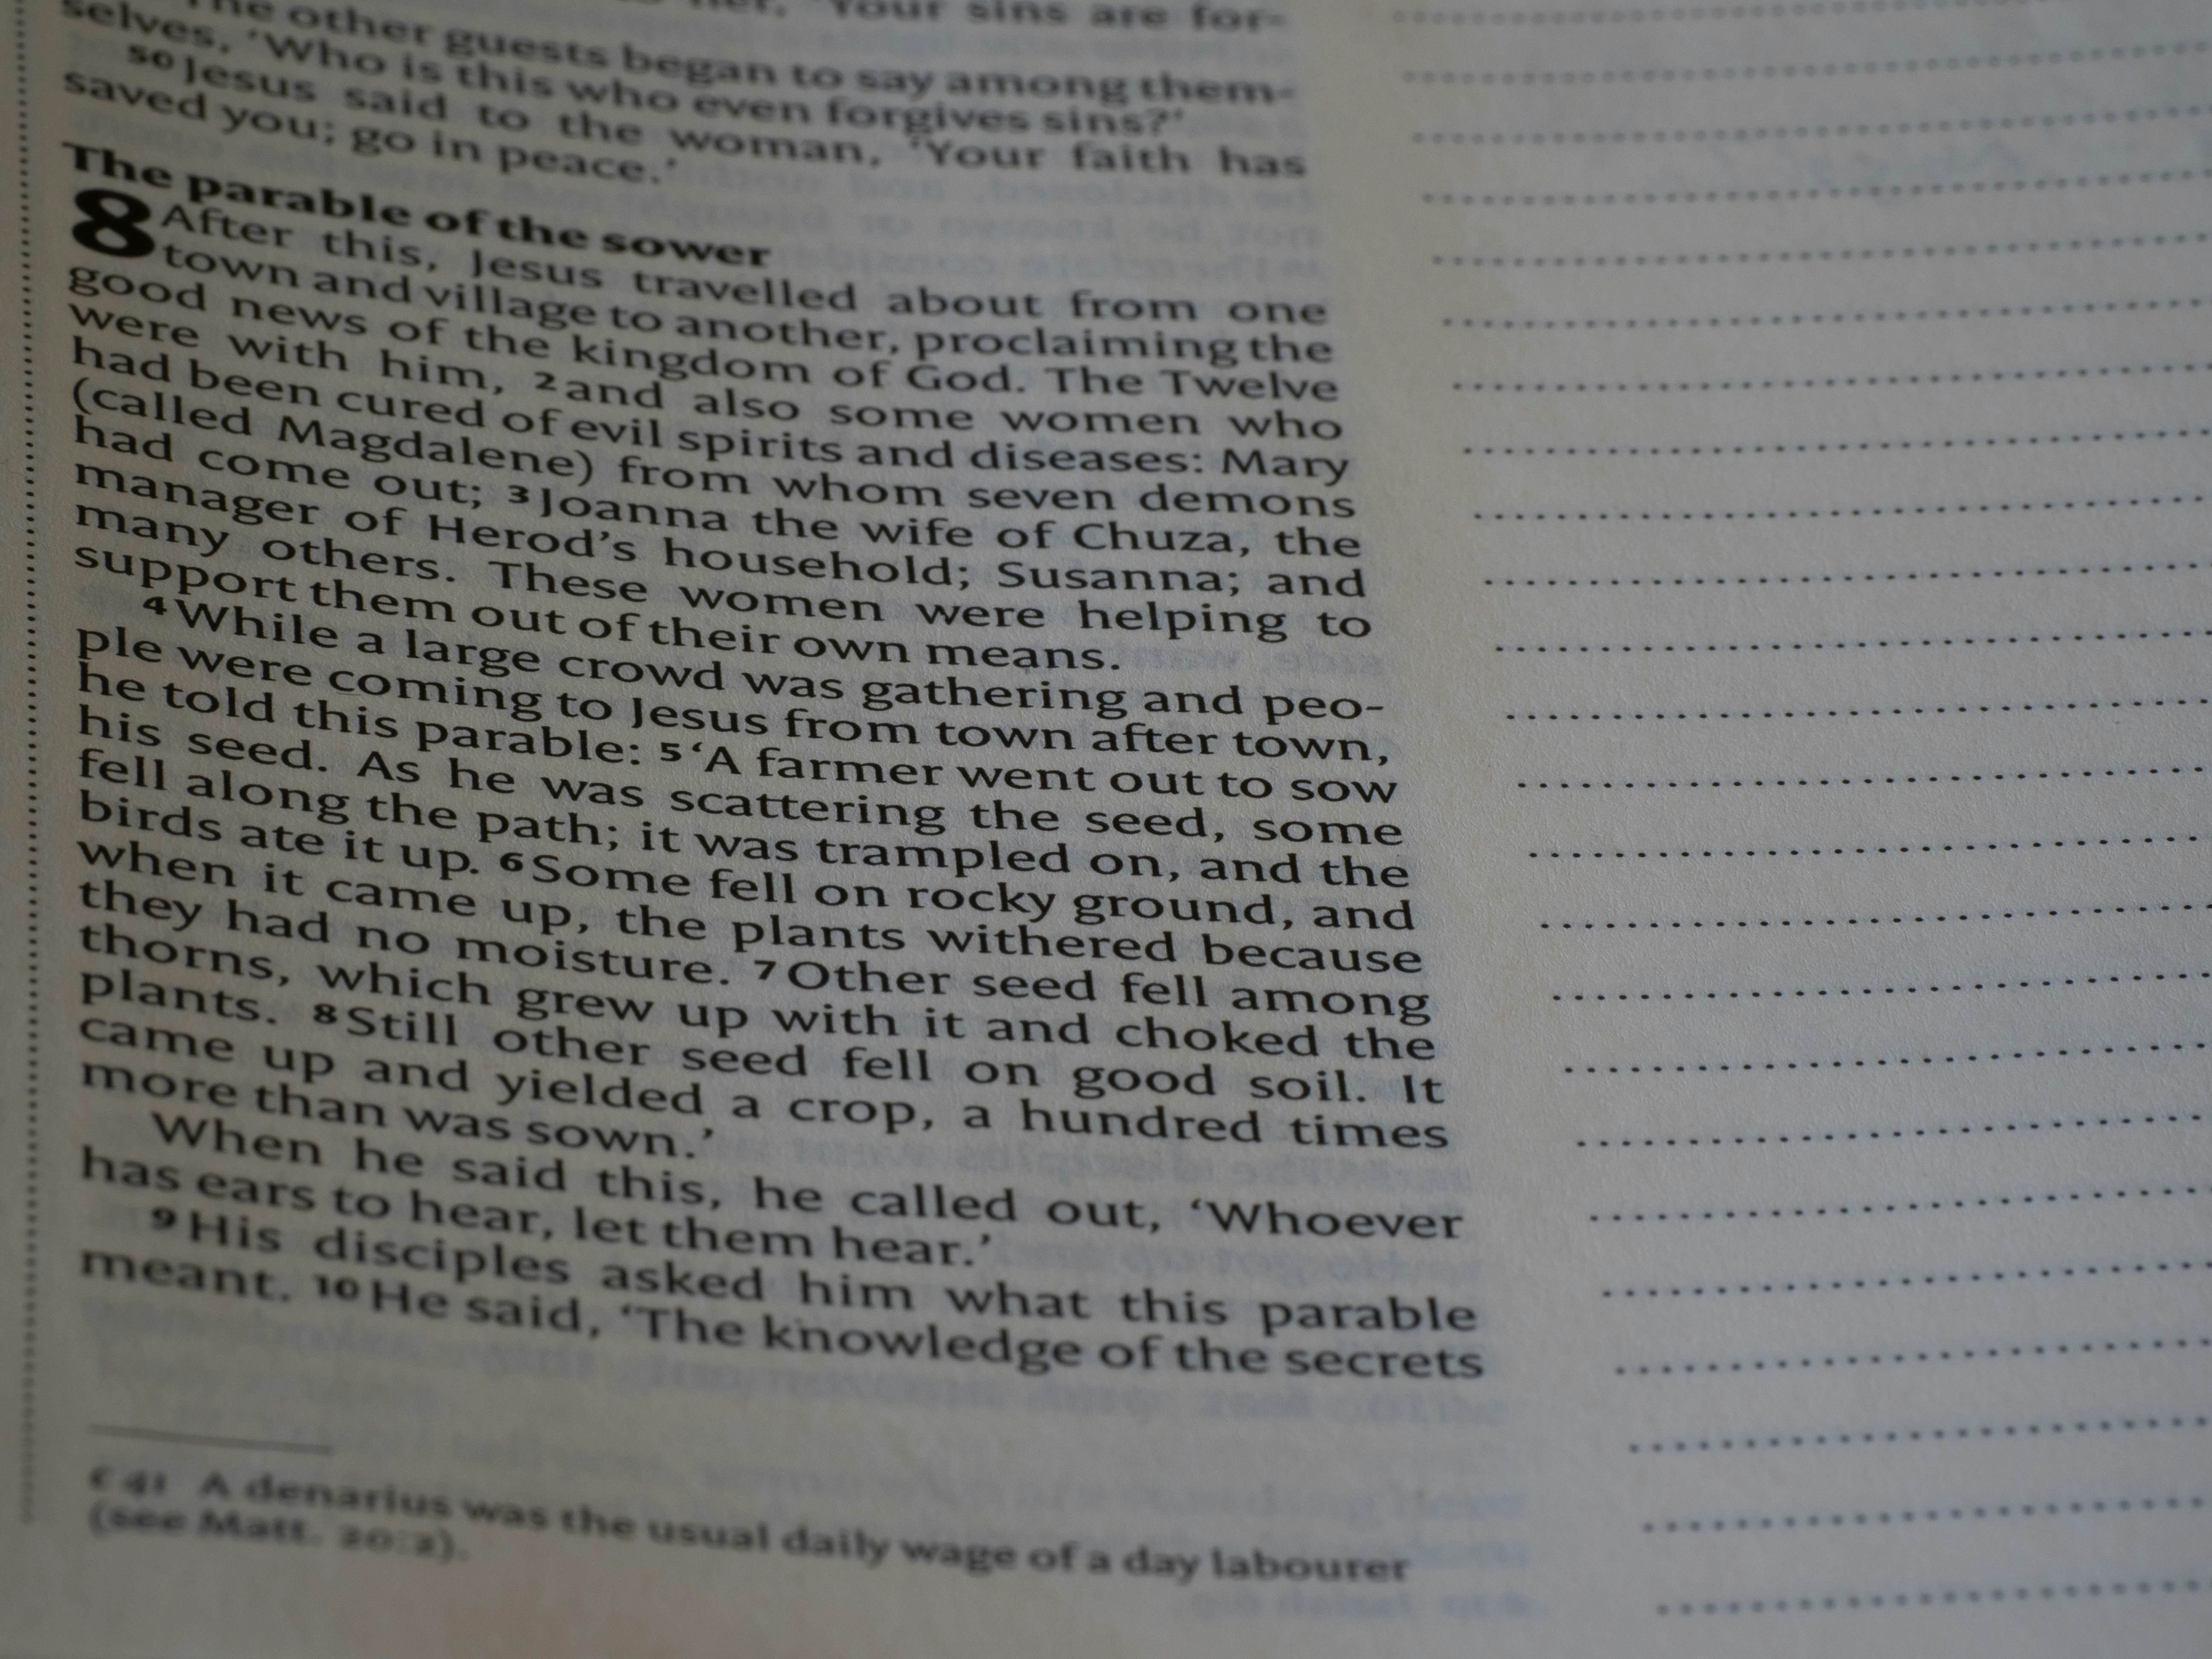 her, 'Your sins are for-
The other guests began to say among them-
selves, 'Who is this who even forgives sins?'
50 Jesus said to the woman, 'Your faith has
saved you; go in peace.'
The parable of the sower
8 After this, Jesus travelled about from one
town and village to another, proclaiming the
good news of the kingdom of God. The Twelve
were with him, 2 and also some women who
had been cured of evil spirits and diseases: Mary
(called Magdalene) from whom seven demons
had come out; 3 Joanna the wife of Chuza, the
manager of Herod's household; Susanna; and
many others. These women were helping to
support them out of their own means.
4 While a large crowd was gathering and peo-
ple were coming to Jesus from town after town,
he told this parable: 5 'A farmer went out to sow
his seed. As he was scattering the seed, some
fell along the path; it was trampled on, and the
birds ate it up. 6 Some fell on rocky ground, and
when it came up, the plants withered because
they had no moisture. 7 Other seed fell among
thorns, which grew up with it and choked the
plants. 8 Still other seed fell on good soil. It
came up and yielded a crop, a hundred times
more than was sown.'
When he said this, he called out, 'Whoever
has ears to hear, let them hear.'
9 His disciples asked him what this parable
meant. 10 He said, 'The knowledge of the secrets
c 41 A denarius was the usual daily wage of a day labourer
(see Matt. 20:2).